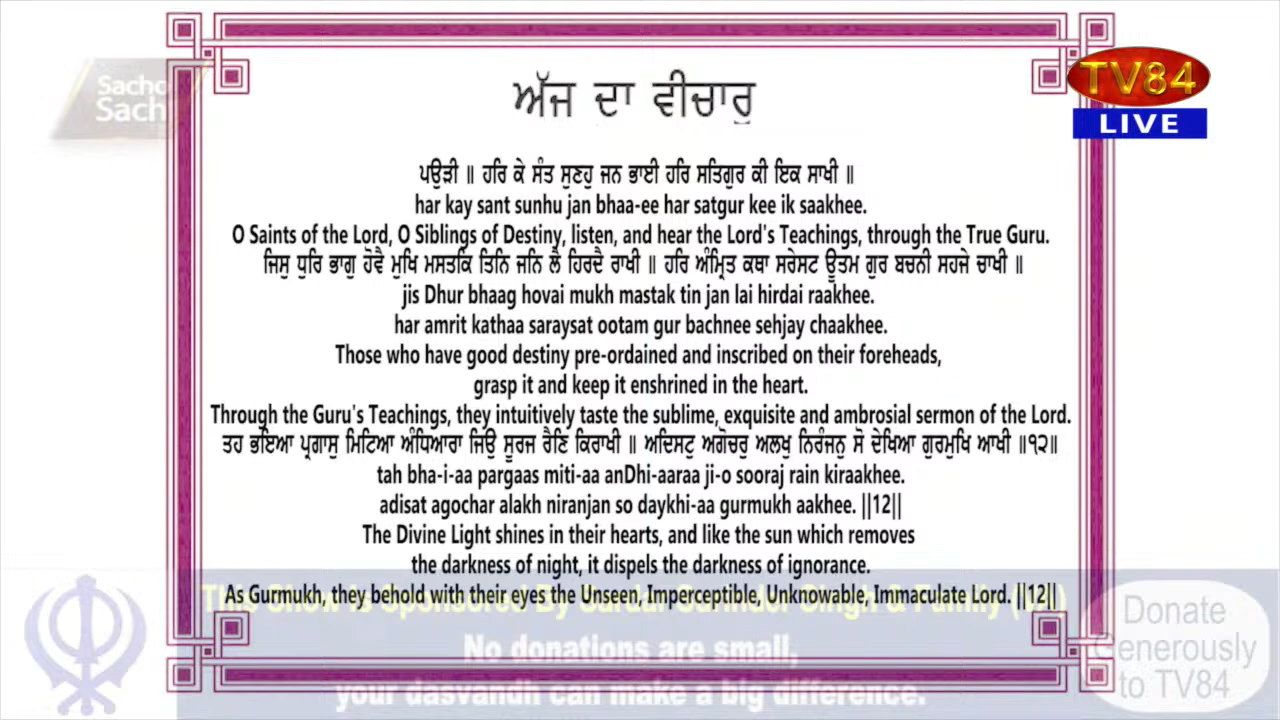 Sacho
Sach
TV84
LIVE
ਅੱਜ ਦਾ ਵੀਚਾਰੁ
ਪਉੜੀ ॥ ਹਰਿ ਕੇ ਸੰਤ ਸੁਣਹੁ ਜਨ ਭਾਈ ਹਰਿ ਸਤਿਗੁਰ ਕੀ ਇਕ ਸਾਖੀ ॥
har kay sant sunhu jan bhaa-ee har satgur kee ik saakhee.
O Saints of the Lord, O Siblings of Destiny, listen, and hear the Lord's Teachings, through the True Guru.
ਜਿਸੁ ਧੁਰਿ ਭਾਗੁ ਹੋਵੈ ਮੁਖਿ ਮਸਤਕਿ ਤਿਨਿ ਜਨਿ ਲੈ ਹਿਰਦੈ ਰਾਖੀ ॥ ਹਰਿ ਅੰਮ੍ਰਿਤ ਕਥਾ ਸਰੇਸਟ ਊਤਮ ਗੁਰ ਬਚਨੀ ਸਹਜੇ ਚਾਖੀ ॥
jis Dhur bhaag hovai mukh mastak tin jan lai hirdai raakhee.
har amrit kathaa saraysat ootam gur bachnee sehjay chaakhee.
Those who have good destiny pre-ordained and inscribed on their foreheads,
grasp it and keep it enshrined in the heart.
Through the Guru's Teachings, they intuitively taste the sublime, exquisite and ambrosial sermon of the Lord.
ਤਹ ਭਇਆ ਪ੍ਰਗਾਸੁ ਮਿਟਿਆ ਅੰਧਿਆਰਾ ਜਿਉ ਸੂਰਜ ਰੈਣਿ ਕਿਰਾਖੀ ॥ ਅਦਿਸਟੁ ਅਗੋਚਰੁ ਅਲਖੁ ਨਿਰੰਜਨੁ ਸੋ ਦੇਖਿਆ ਗੁਰਮੁਖਿ ਆਖੀ ॥੧੨॥
tah bha-i-aa pargaas miti-aa anDhi-aaraa ji-o sooraj rain kiraakhee.
adisat agochar alakh niranjan so daykhi-aa gurmukh aakhee. ||12||
The Divine Light shines in their hearts, and like the sun which removes
the darkness of night, it dispels the darkness of ignorance.
As Gurmukh, they behold with their eyes the Unseen, Imperceptible, Unknowable, Immaculate Lord. ||12||
This Show is Sponsored By Sardar Singh & Family
No donations are small,
your dasvandh can make a big difference.
Donate
Generously
to TV84